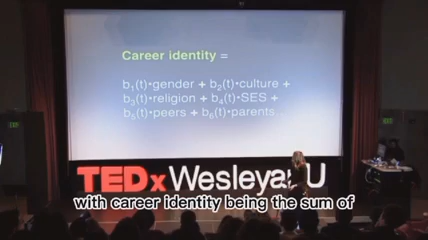 Career identity =
b₁(t)•gender + b₂(t)•culture +
b₃(t)•religion + b₄(t)•SES +
b₅(t)•peers + b₆(t)•parents...
TEDxWesleyanU
with career identity being the sum of